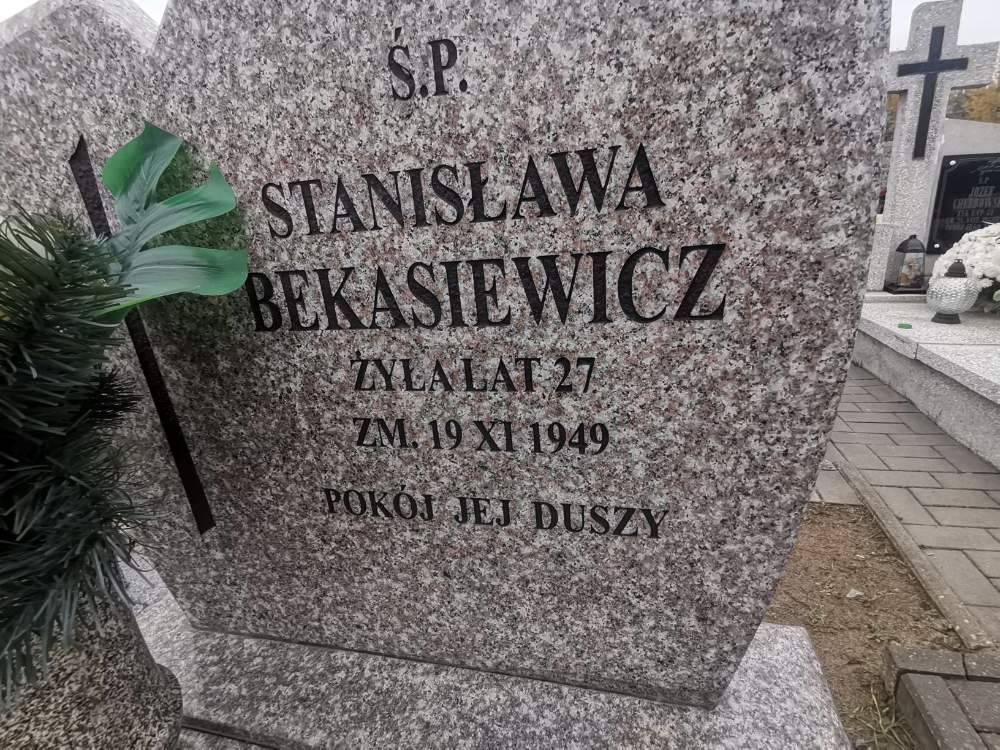 Ś.P.
STANISŁAWA
BEKASIEWICZ
ŻYŁA LAT 27
ZM. 19 XI 1949
POKÓJ JEJ DUSZY